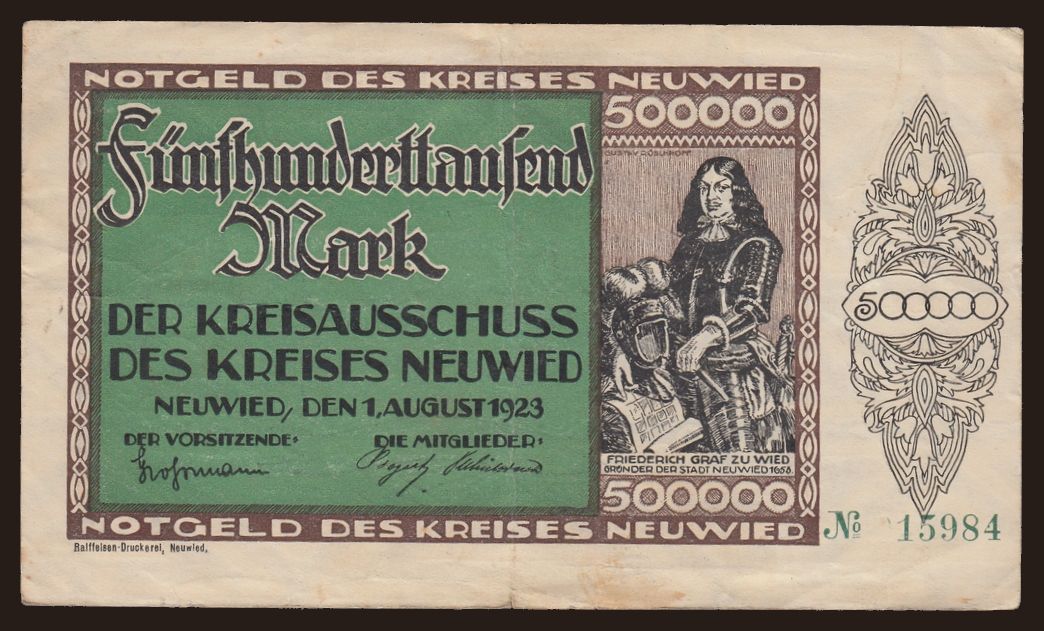 NOTGELD DES KREISES NEUWIED
500000
Fünfhunderttausend
Mark
DER KREISAUSSCHUSS
DES KREISES NEUWIED
NEUWIED, DEN 1. AUGUST 1923
DER VORSITZENDE:
DIE MITGLIEDER:
GUSTAV
FRIEDERICH GRAF ZU WIED
GRÜNDER DER STADT NEUWIED 1653.
500000
500000
NOTGELD DES KREISES NEUWIED
Raiffeisen-Druckerei, Neuwied.
No 15984